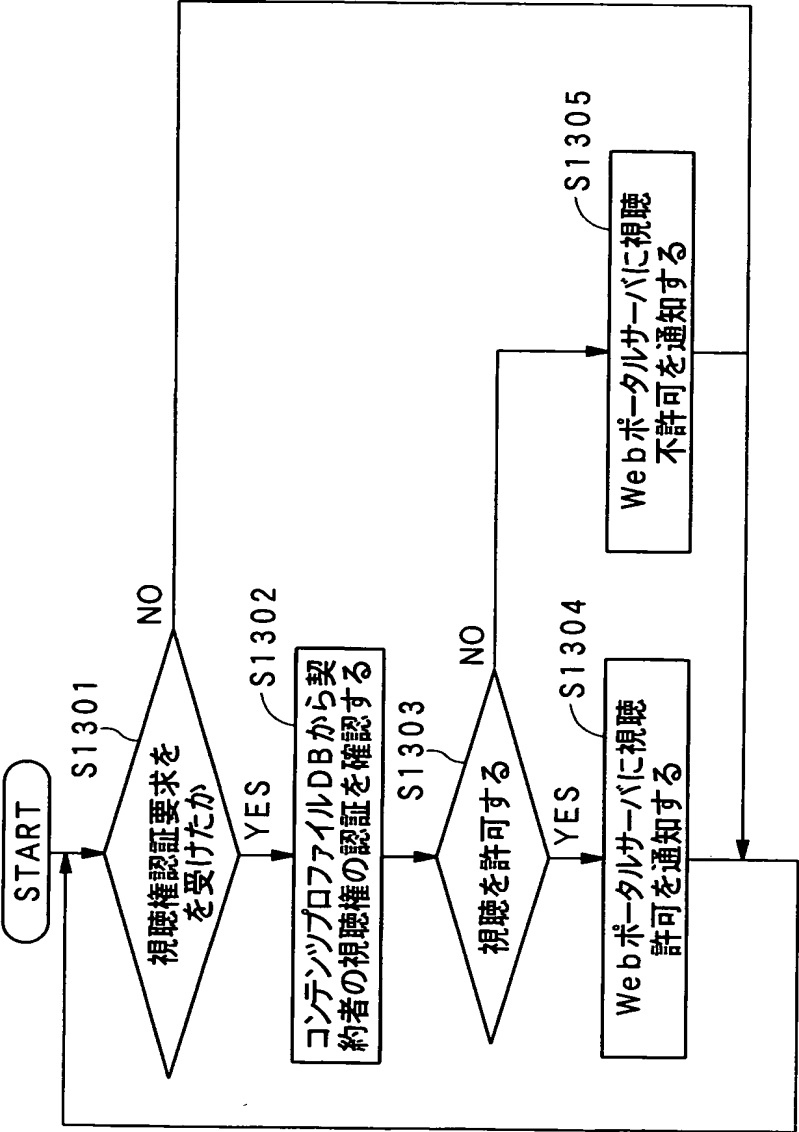 START
S1301
視聴権認証要求を
を受けたか
NO
YES
S1302
コンテンツプロファイルDBから契
約者の視聴権の認証を確認する
S1303
視聴を許可する
NO
YES
S1304
Webポータルサーバに視聴
許可を通知する
S1305
Webポータルサーバに視聴
不許可を通知する